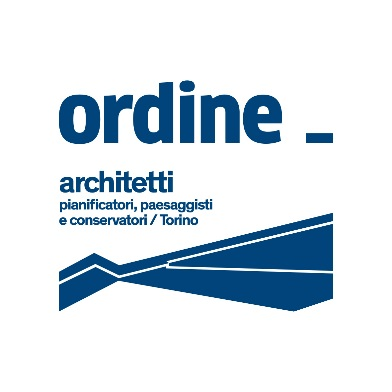 ordine _
architetti
pianificatori, paesaggisti
e conservatori / Torino